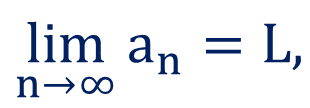 lim aₙ = L,
n→∞